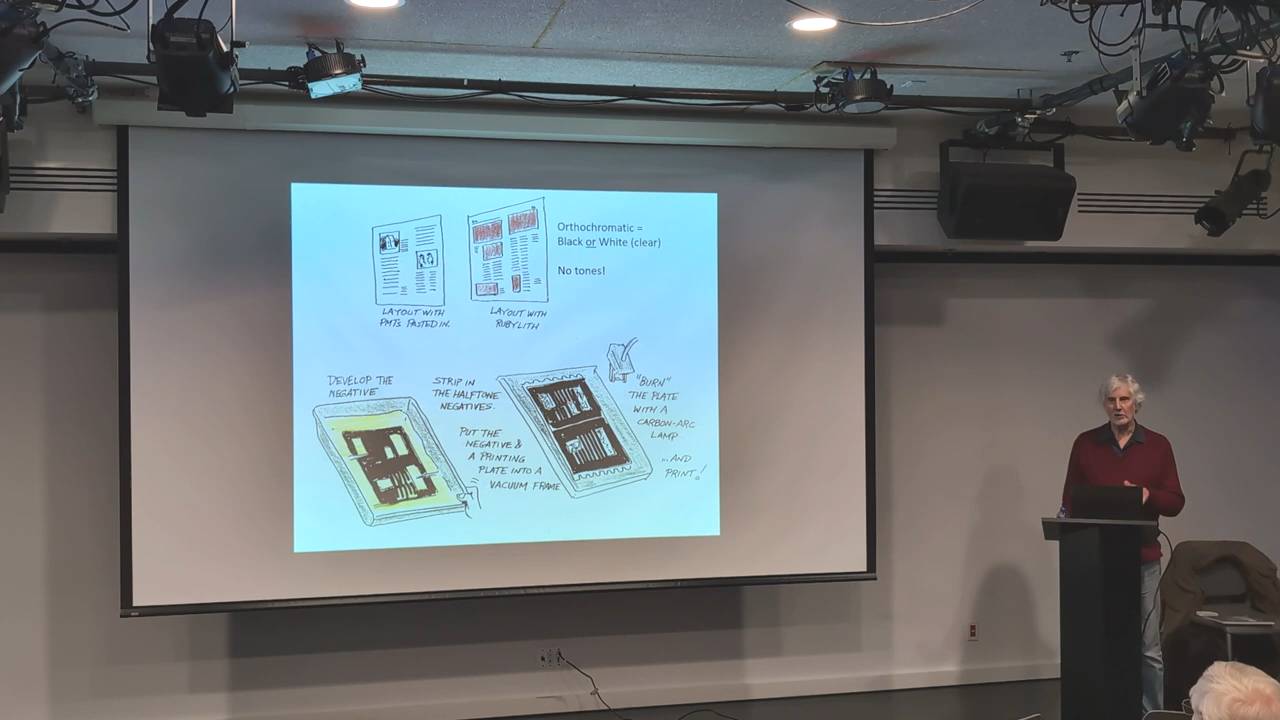 Orthochromatic =
Black or White (clear)
No tones!
LAYOUT WITH
PMTS PASTED IN.
LAYOUT WITH
RUBYLITH
DEVELOP THE
NEGATIVE
STRIP IN
THE HALFTONE
NEGATIVES.
PUT THE
NEGATIVE &
A PRINTING
PLATE INTO A
VACUUM FRAME
"BURN"
THE PLATE
WITH A
CARBON-ARC
LAMP
...AND
PRINT!